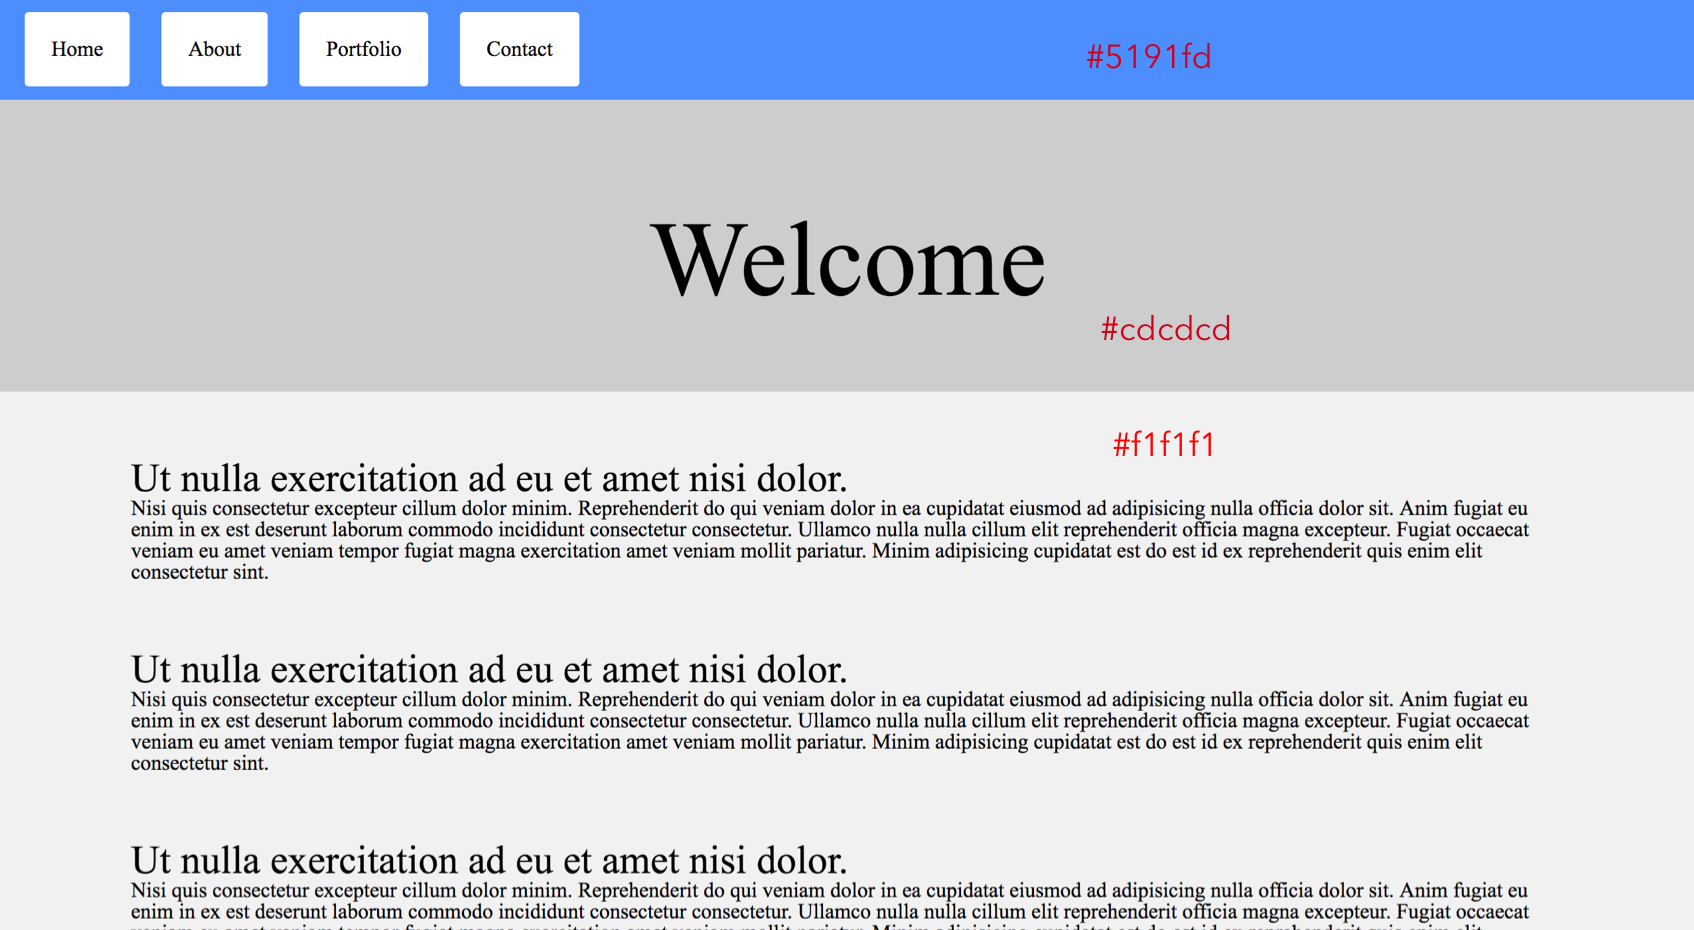 Home About Portfolio Contact #5191fd
Welcome
#cdcdcd
#f1f1f1
Ut nulla exercitation ad eu et amet nisi dolor.
Nisi quis consectetur excepteur cillum dolor minim. Reprehenderit do qui veniam dolor in ea cupidatat eiusmod ad adipisicing nulla officia dolor sit. Anim fugiat eu
enim in ex est deserunt laborum commodo incididunt consectetur consectetur. Ullamco nulla nulla cillum elit reprehenderit officia magna excepteur. Fugiat occaecat
veniam eu amet veniam tempor fugiat magna exercitation amet veniam mollit pariatur. Minim adipisicing cupidatat est do est id ex reprehenderit quis enim elit
consectetur sint.
Ut nulla exercitation ad eu et amet nisi dolor.
Nisi quis consectetur excepteur cillum dolor minim. Reprehenderit do qui veniam dolor in ea cupidatat eiusmod ad adipisicing nulla officia dolor sit. Anim fugiat eu
enim in ex est deserunt laborum commodo incididunt consectetur consectetur. Ullamco nulla nulla cillum elit reprehenderit officia magna excepteur. Fugiat occaecat
veniam eu amet veniam tempor fugiat magna exercitation amet veniam mollit pariatur. Minim adipisicing cupidatat est do est id ex reprehenderit quis enim elit
consectetur sint.
Ut nulla exercitation ad eu et amet nisi dolor.
Nisi quis consectetur excepteur cillum dolor minim. Reprehenderit do qui veniam dolor in ea cupidatat eiusmod ad adipisicing nulla officia dolor sit. Anim fugiat eu
enim in ex est deserunt laborum commodo incididunt consectetur consectetur. Ullamco nulla nulla cillum elit reprehenderit officia magna excepteur. Fugiat occaecat